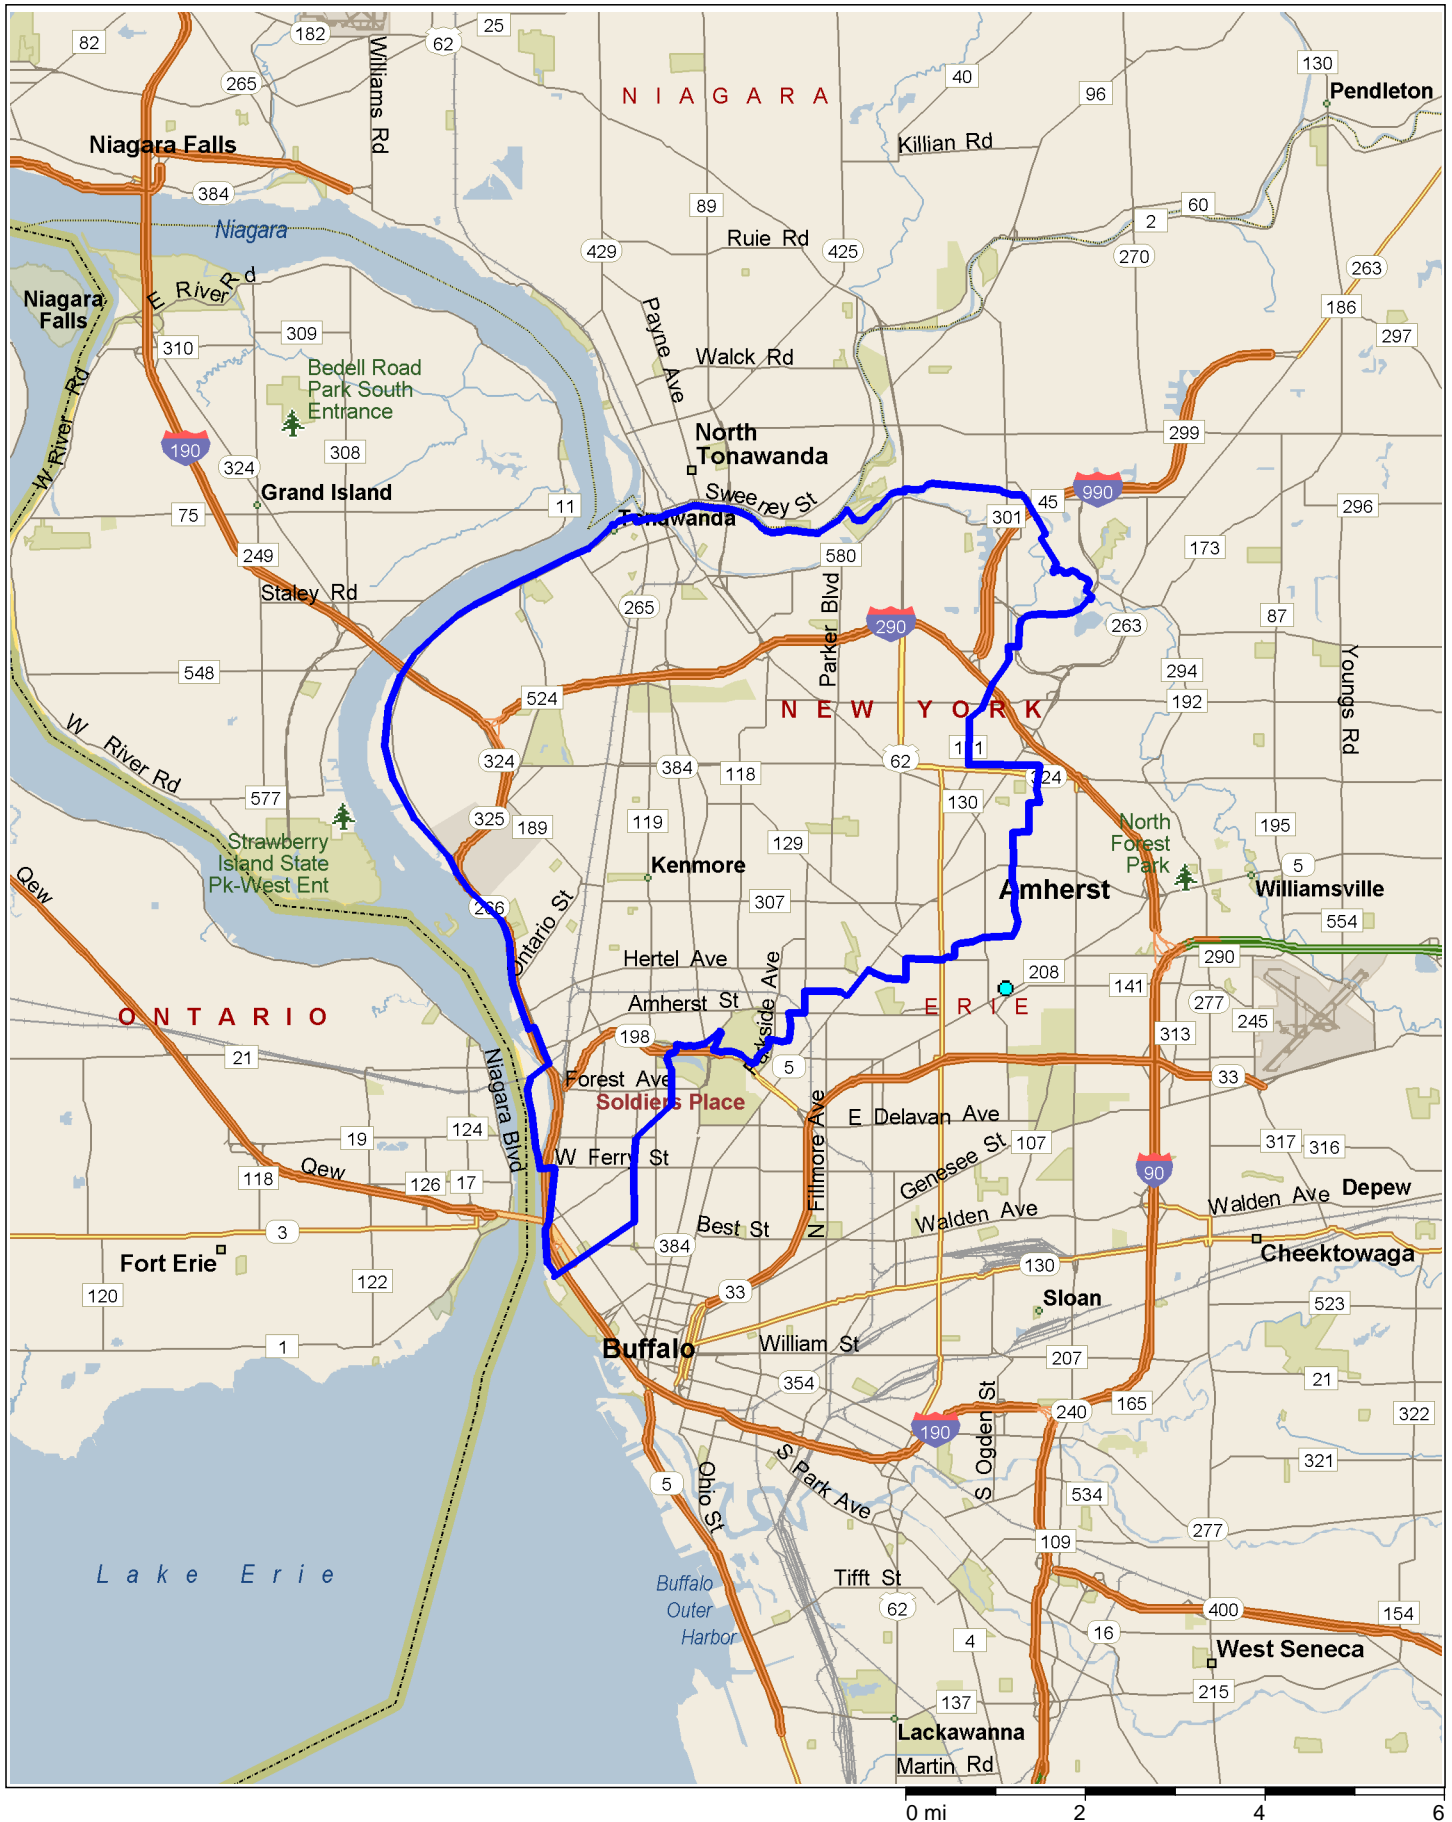 82
182
62
25
265
Williams Rd
N I A G A R A
40
96
130
Pendleton
Niagara Falls
Killian Rd
384
Niagara
89
60
2
Ruie Rd
429
425
270
263
E River Rd
Niagara
Falls
186
297
309
310
Payne Ave
Walck Rd
Bedell Road
Park South
Entrance
W River Rd
190
308
324
North
Tonawanda
299
Grand Island
Sweeney St
990
45
11
75
Tonawanda
301
296
249
580
173
Staley Rd
265
Parker Blvd
290
263
87
548
524
294
192
Youngs Rd
N E W Y O R K
W River Rd
324
384
118
62
324
577
325
189
119
130
129
195
North
Forest
Park
Strawberry
Island State
Pk-West Ent
Kenmore
5
Qew
Amherst
Williamsville
266
Ontario St
307
554
Hertel Ave
290
208
141
Parkside Ave
Amherst St
E R I E
277
245
O N T A R I O
198
313
21
Niagara Blvd
5
33
Forest Ave
Soldiers Place
N Fillmore Ave
E Delavan Ave
124
19
107
317
316
W Ferry St
Genesee St
Qew
118
126
17
90
Walden Ave
Depew
Walden Ave
3
Best St
384
Fort Erie
Cheektowaga
122
120
130
33
Sloan
523
1
Buffalo
William St
207
354
21
165
240
322
S Ogden St
190
321
S Park Ave
5
Ohio St
534
277
109
Lake Erie
Buffalo
Outer
Harbor
Tifft St
62
400
154
16
4
West Seneca
215
137
Lackawanna
Martin Rd
0 mi
2
4
6